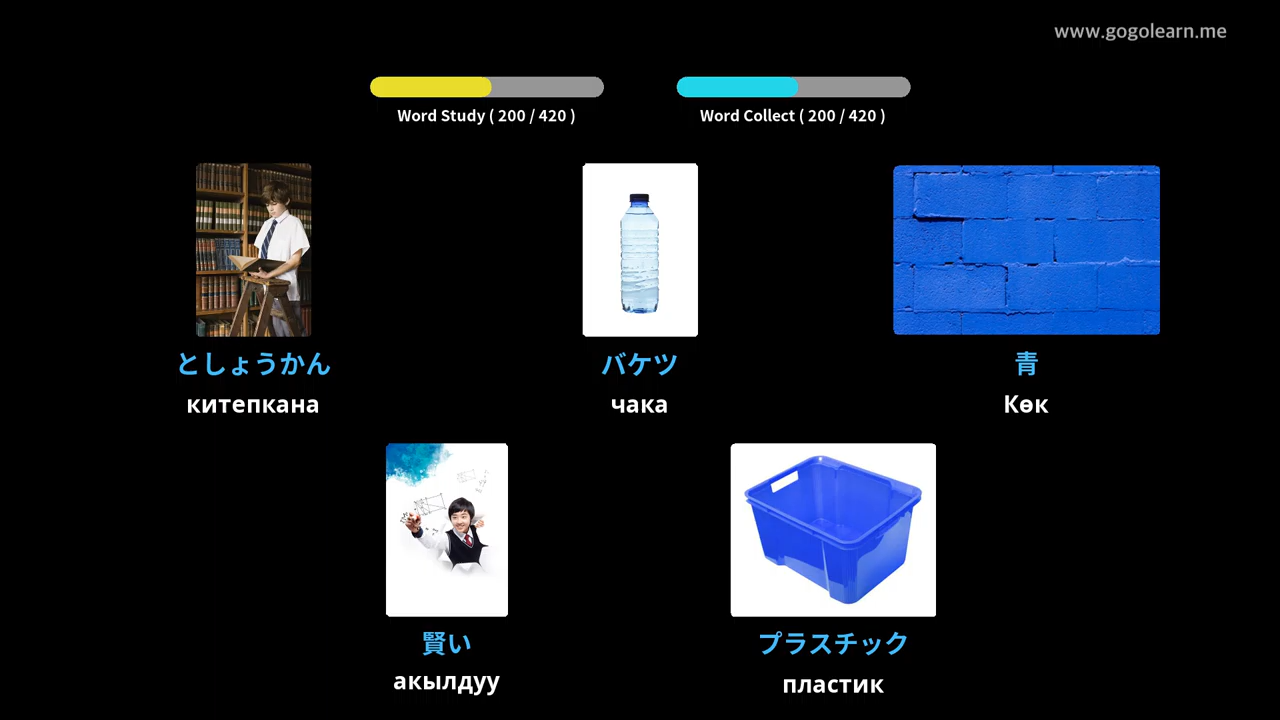 www.gogolearn.me
Word Study ( 200 / 420 )
Word Collect ( 200 / 420 )
としょうかん
バケツ
青
китепкана
чака
Көк
賢い
プラスチック
акылдуу
пластик